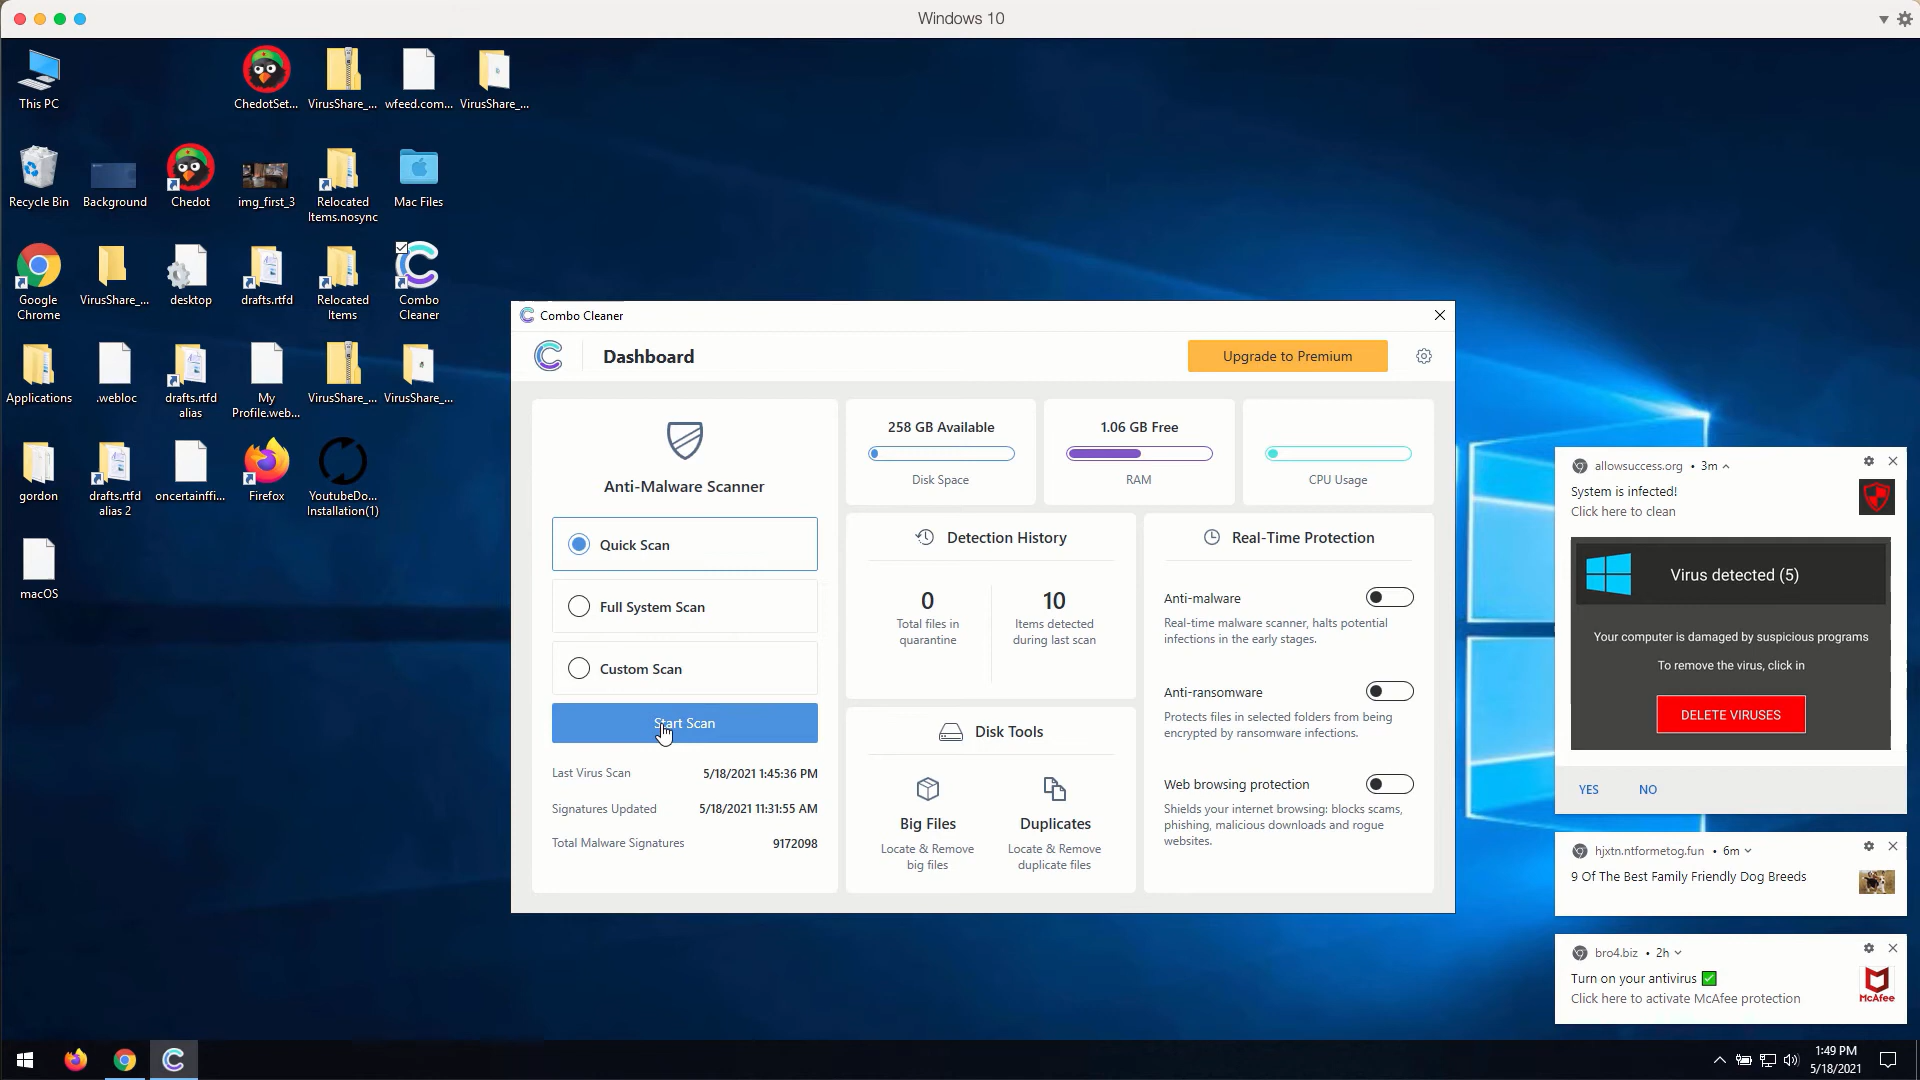 Windows 10
This PC
ChedotSet...
VirusShare_...
wfeed.com...
VirusShare_...
Recycle Bin
Background
Chedot
img_first_3
Relocated
Items.nosync
Mac Files
Google
Chrome
VirusShare_...
desktop
drafts.rtfd
Relocated
Items
Combo
Cleaner
Applications
.webloc
drafts.rtfd
alias
My
Profile.web...
VirusShare_...
VirusShare_...
gordon
drafts.rtfd
alias 2
oncertainffi...
Firefox
YoutubeDo...
Installation(1)
macOS
Combo Cleaner
Dashboard
Upgrade to Premium
Anti-Malware Scanner
Quick Scan
Full System Scan
Custom Scan
Start Scan
Last Virus Scan 5/18/2021 1:45:36 PM
Signatures Updated 5/18/2021 11:31:55 AM
Total Malware Signatures 9172098
258 GB Available
Disk Space
1.06 GB Free
RAM
CPU Usage
Detection History
0
Total files in
quarantine
10
Items detected
during last scan
Disk Tools
Big Files
Locate & Remove
big files
Duplicates
Locate & Remove
duplicate files
Real-Time Protection
Anti-malware
Real-time malware scanner, halts potential
infections in the early stages.
Anti-ransomware
Protects files in selected folders from being
encrypted by ransomware infections.
Web browsing protection
Shields your internet browsing: blocks scams,
phishing, malicious downloads and rogue
websites.
allowsuccess.org • 3m
System is infected!
Click here to clean
Virus detected (5)
Your computer is damaged by suspicious programs
To remove the virus, click in
DELETE VIRUSES
YES NO
hjxtn.ntformetog.fun • 6m
9 Of The Best Family Friendly Dog Breeds
bro4.biz • 2h
Turn on your antivirus ✅
Click here to activate McAfee protection
McAfee
1:49 PM
5/18/2021